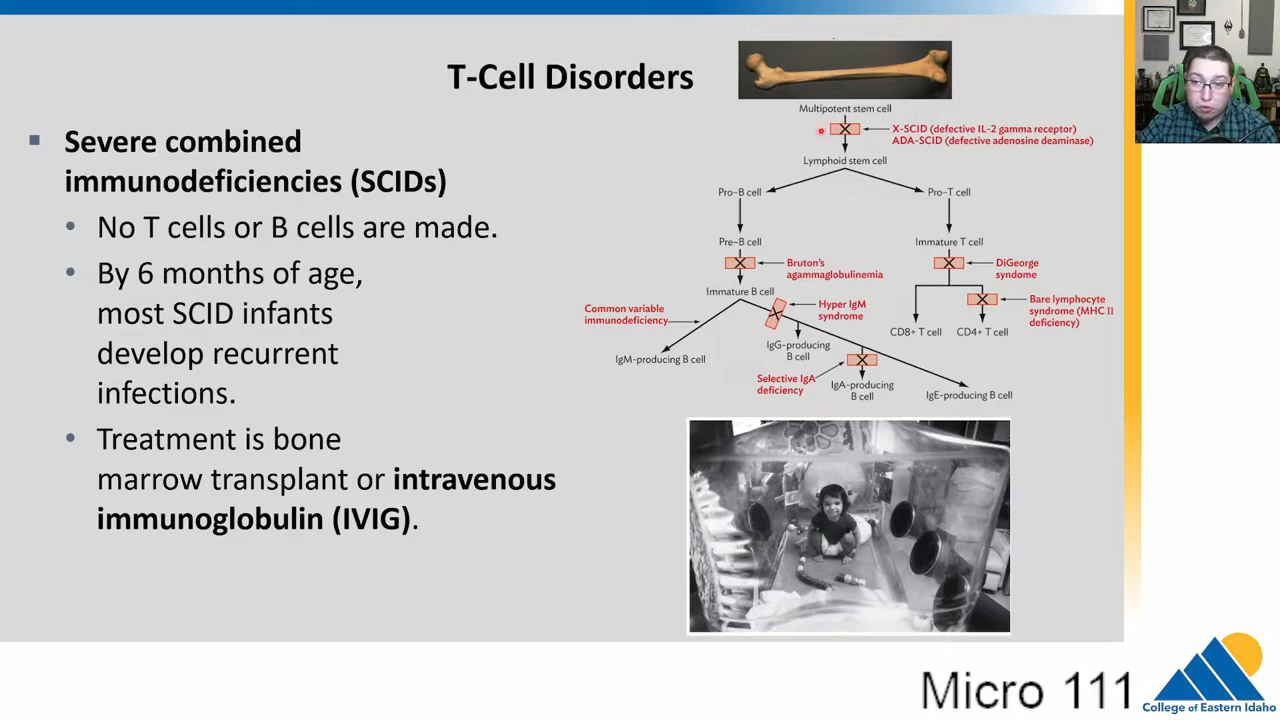 T-Cell Disorders
Severe combined
immunodeficiencies (SCIDs)
No T cells or B cells are made.
By 6 months of age,
most SCID infants
develop recurrent
infections.
Treatment is bone
marrow transplant or intravenous
immunoglobulin (IVIG).
Multipotent stem cell
X-SCID (defective IL-2 gamma receptor)
ADA-SCID (defective adenosine deaminase)
Lymphoid stem cell
Pro-B cell
Pro-T cell
Pre-B cell
Immature T cell
Bruton's
agammaglobulinemia
DiGeorge
syndome
Immature B cell
Common variable
immunodeficiency
Hyper IgM
syndrome
Bare lymphocyte
syndrome (MHC II
deficiency)
CD8+ T cell
CD4+ T cell
IgM-producing B cell
IgG-producing
B cell
Selective IgA
deficiency
IgA-producing
B cell
IgE-producing B cell
Micro 111
College of Eastern Idaho